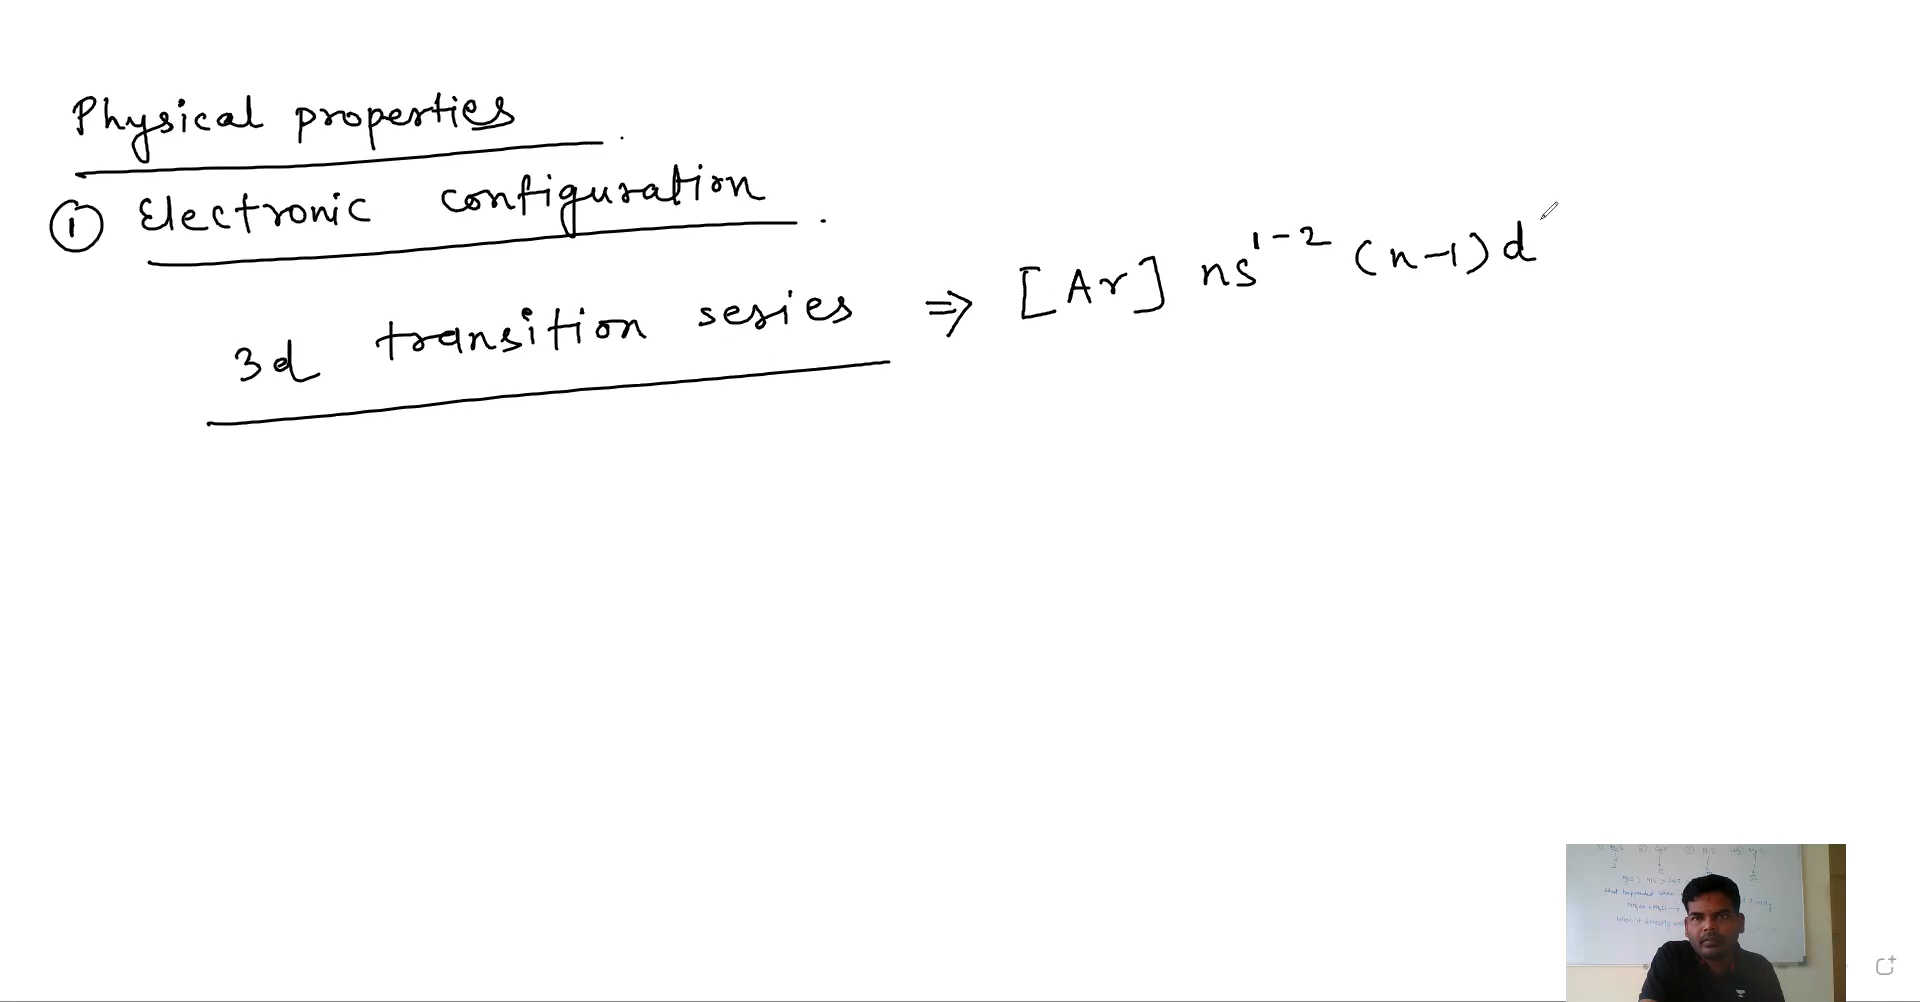 Physical properties
① Electronic configuration.
3d transition series ⇒ [Ar] ns¹⁻² (n-1)d